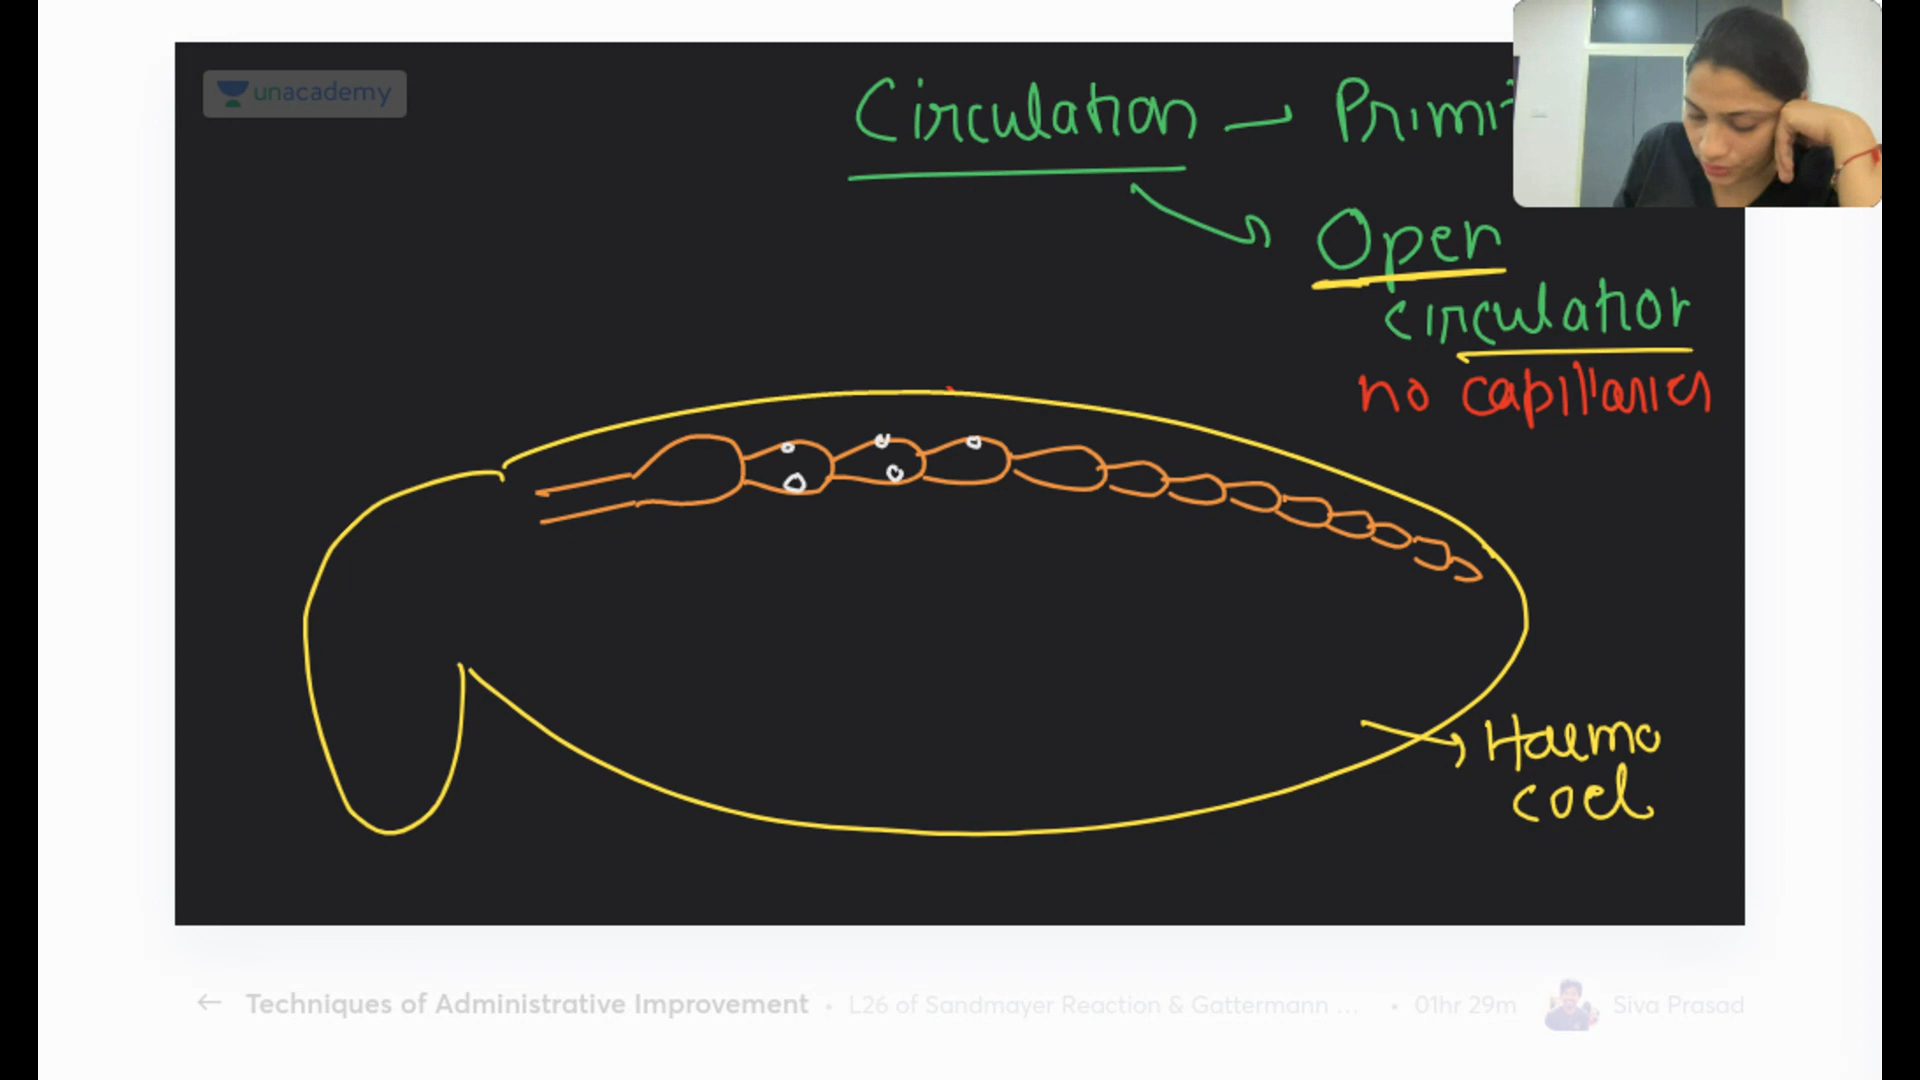 unacademy
Circulation → Primi
Open
circulation
no capillaries
Haemo
coel
← Techniques of Administrative Improvement • L26 of Sandmayer Reaction & Gattermann ... • 01hr 29m Siva Prasad